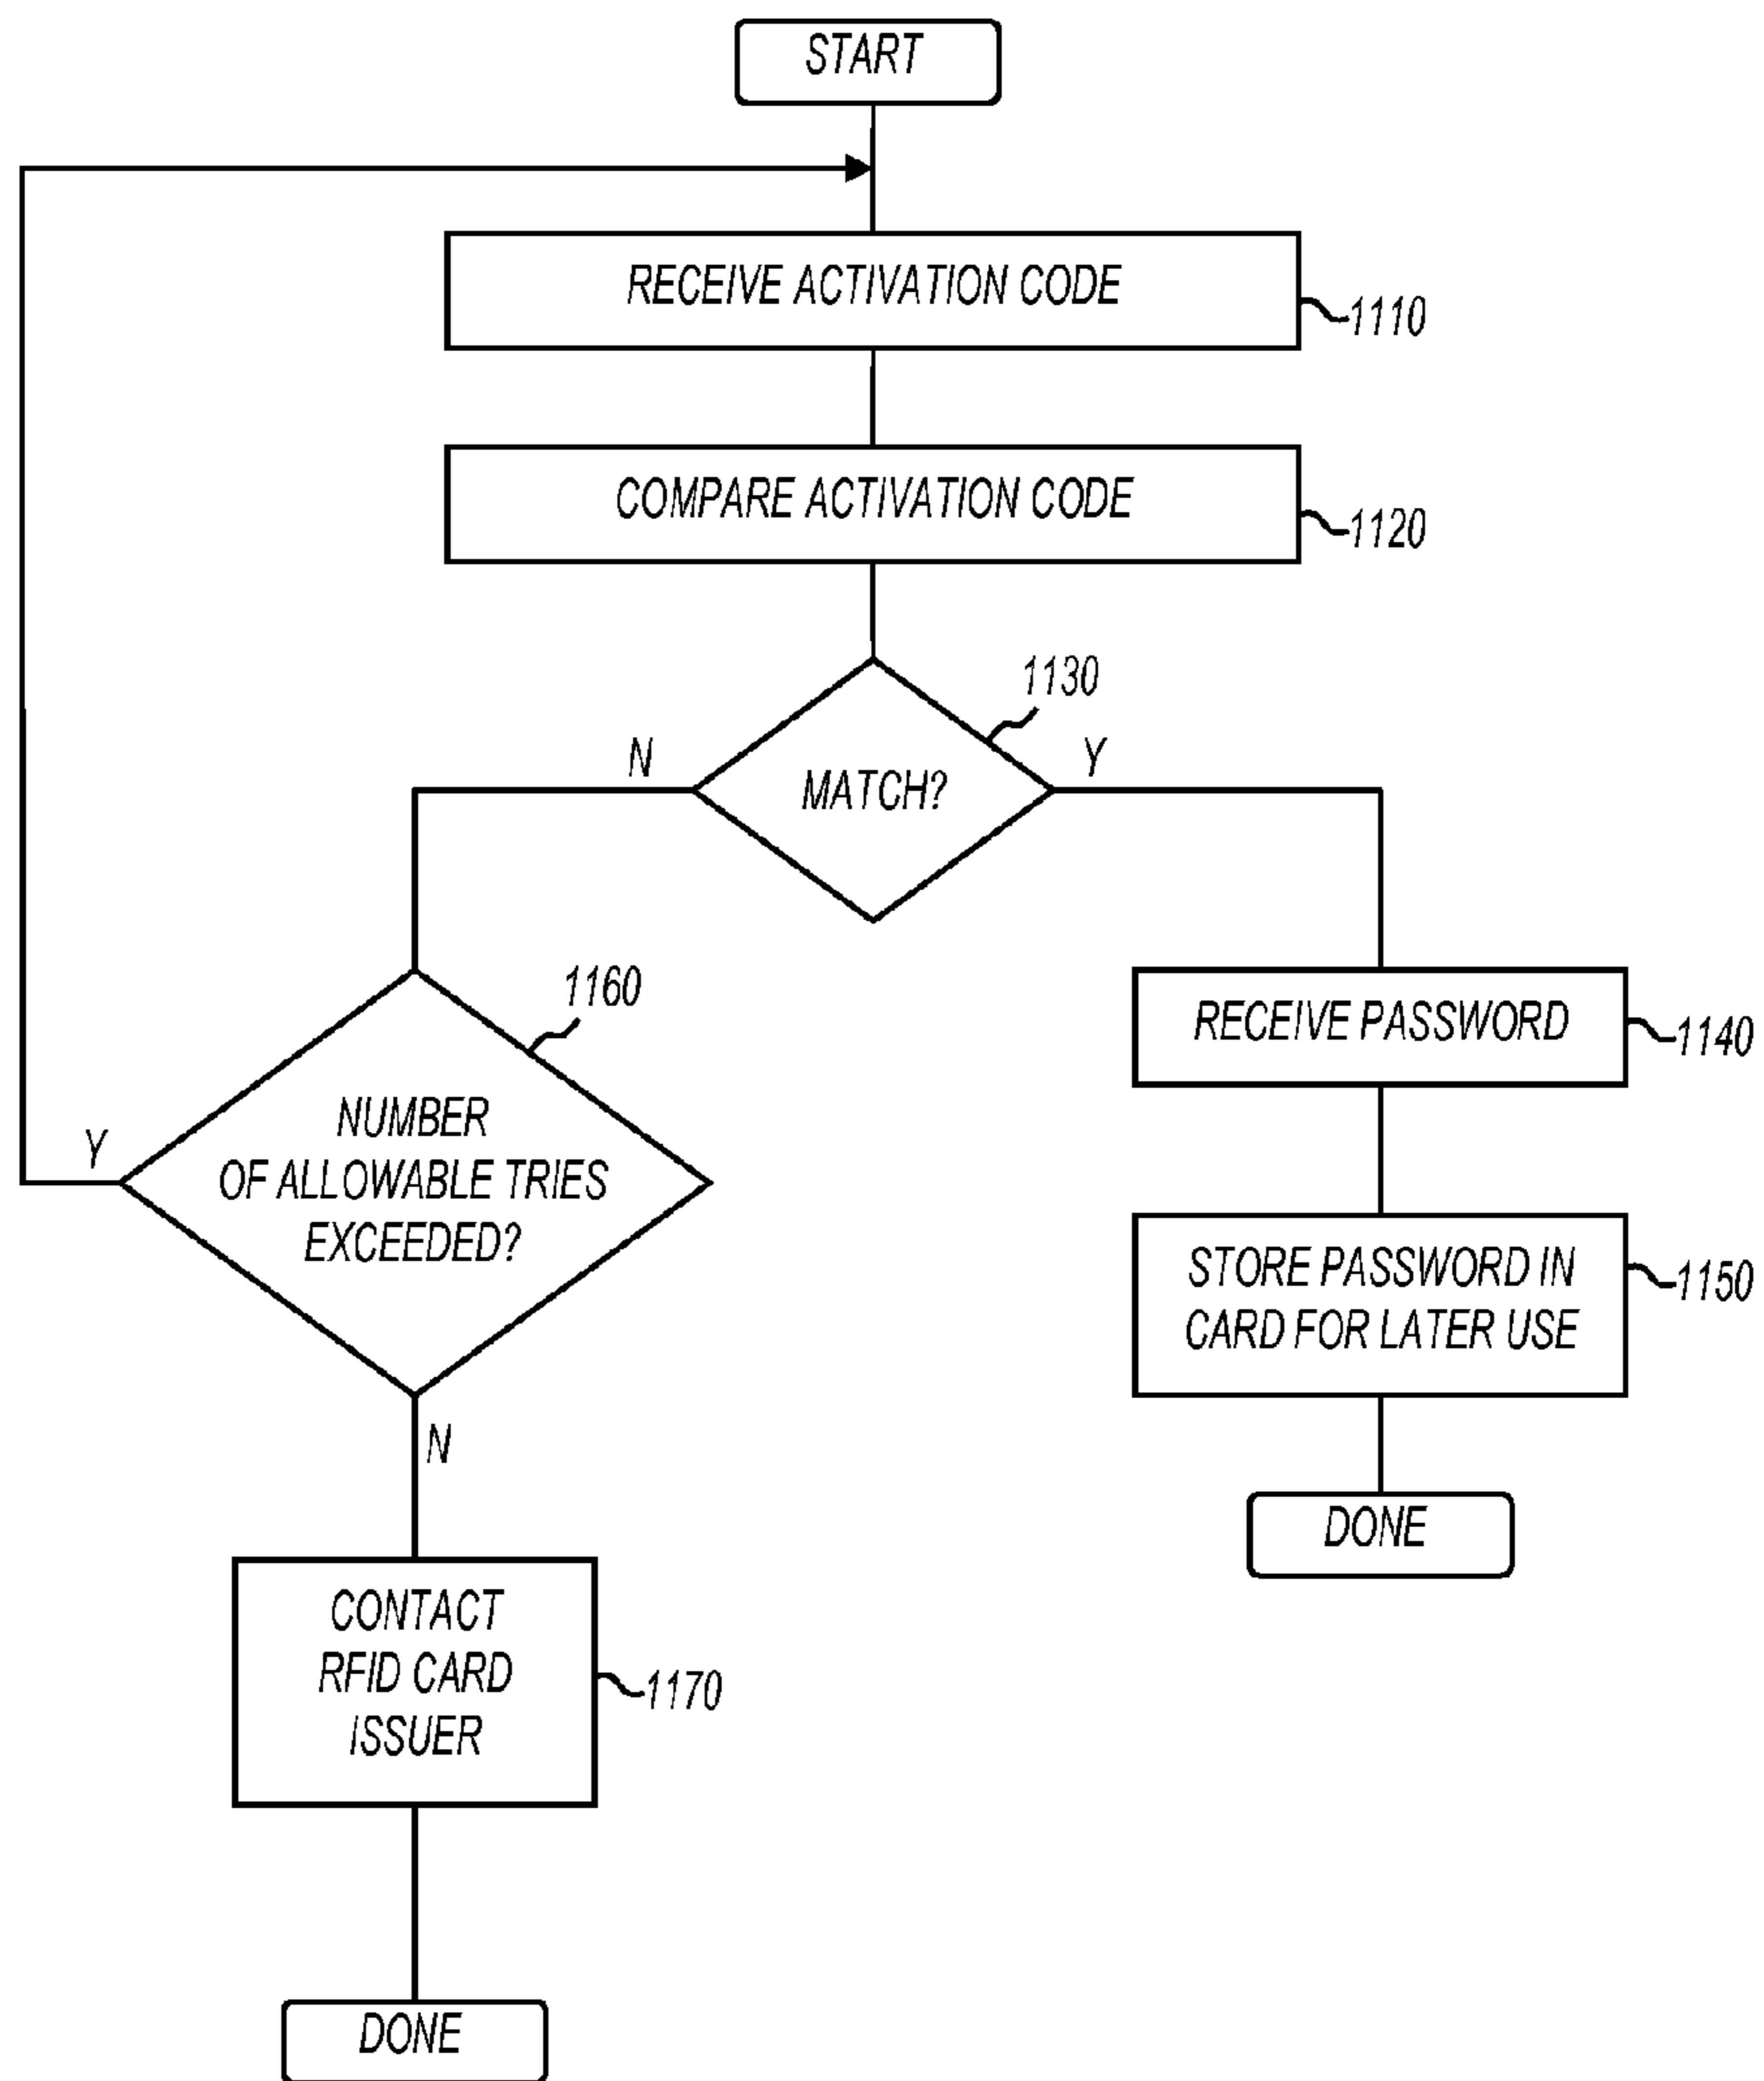 START
RECEIVE ACTIVATION CODE
1110
COMPARE ACTIVATION CODE
1120
1130
N
MATCH?
Y
1160
RECEIVE PASSWORD
1140
NUMBER
OF ALLOWABLE TRIES
EXCEEDED?
Y
STORE PASSWORD IN
CARD FOR LATER USE
1150
N
DONE
CONTACT
RFID CARD
ISSUER
1170
DONE